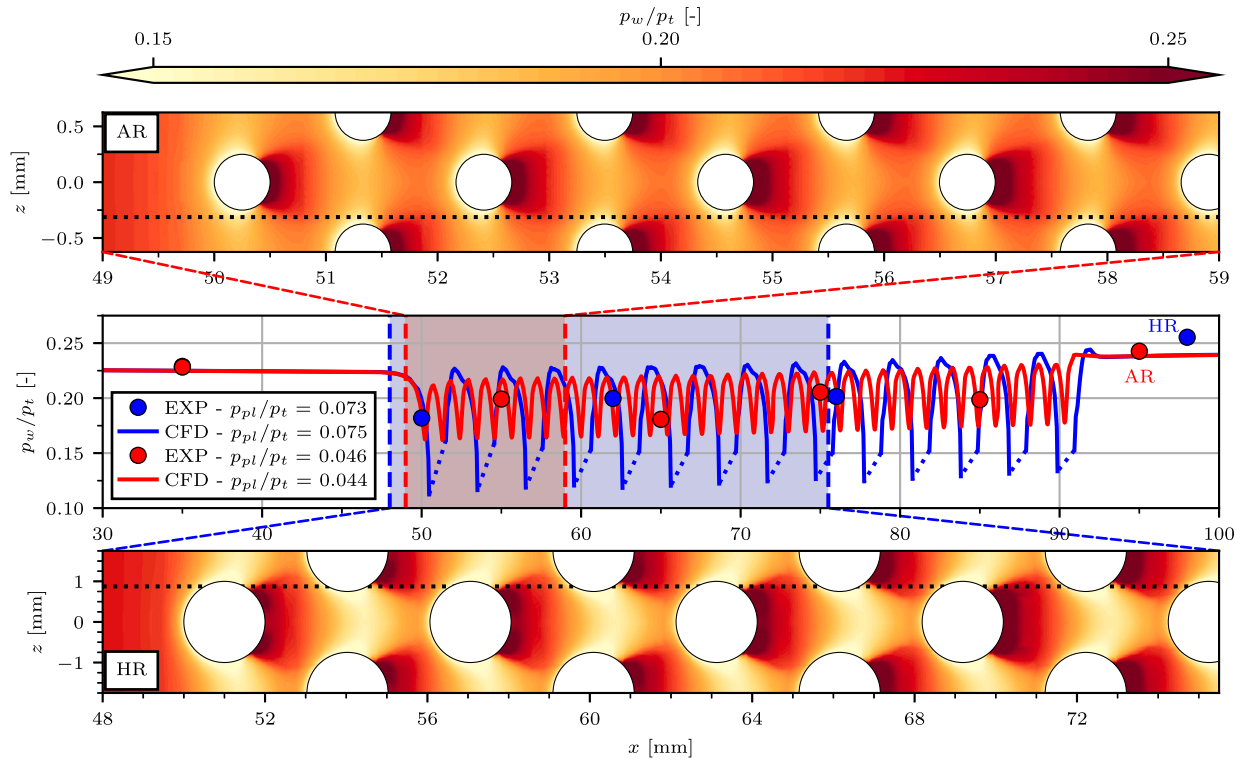 p_w/p_t [-]
0.15 0.20 0.25
AR
z [mm]
0.5
0.0
−0.5
49 50 51 52 53 54 55 56 57 58 59
p_w/p_t [-]
0.25
0.20
0.15
0.10
HR
AR
EXP - p_pl/p_t = 0.073
CFD - p_pl/p_t = 0.075
EXP - p_pl/p_t = 0.046
CFD - p_pl/p_t = 0.044
30 40 50 60 70 80 90 100
z [mm]
1
0
−1
HR
48 52 56 60 64 68 72
x [mm]